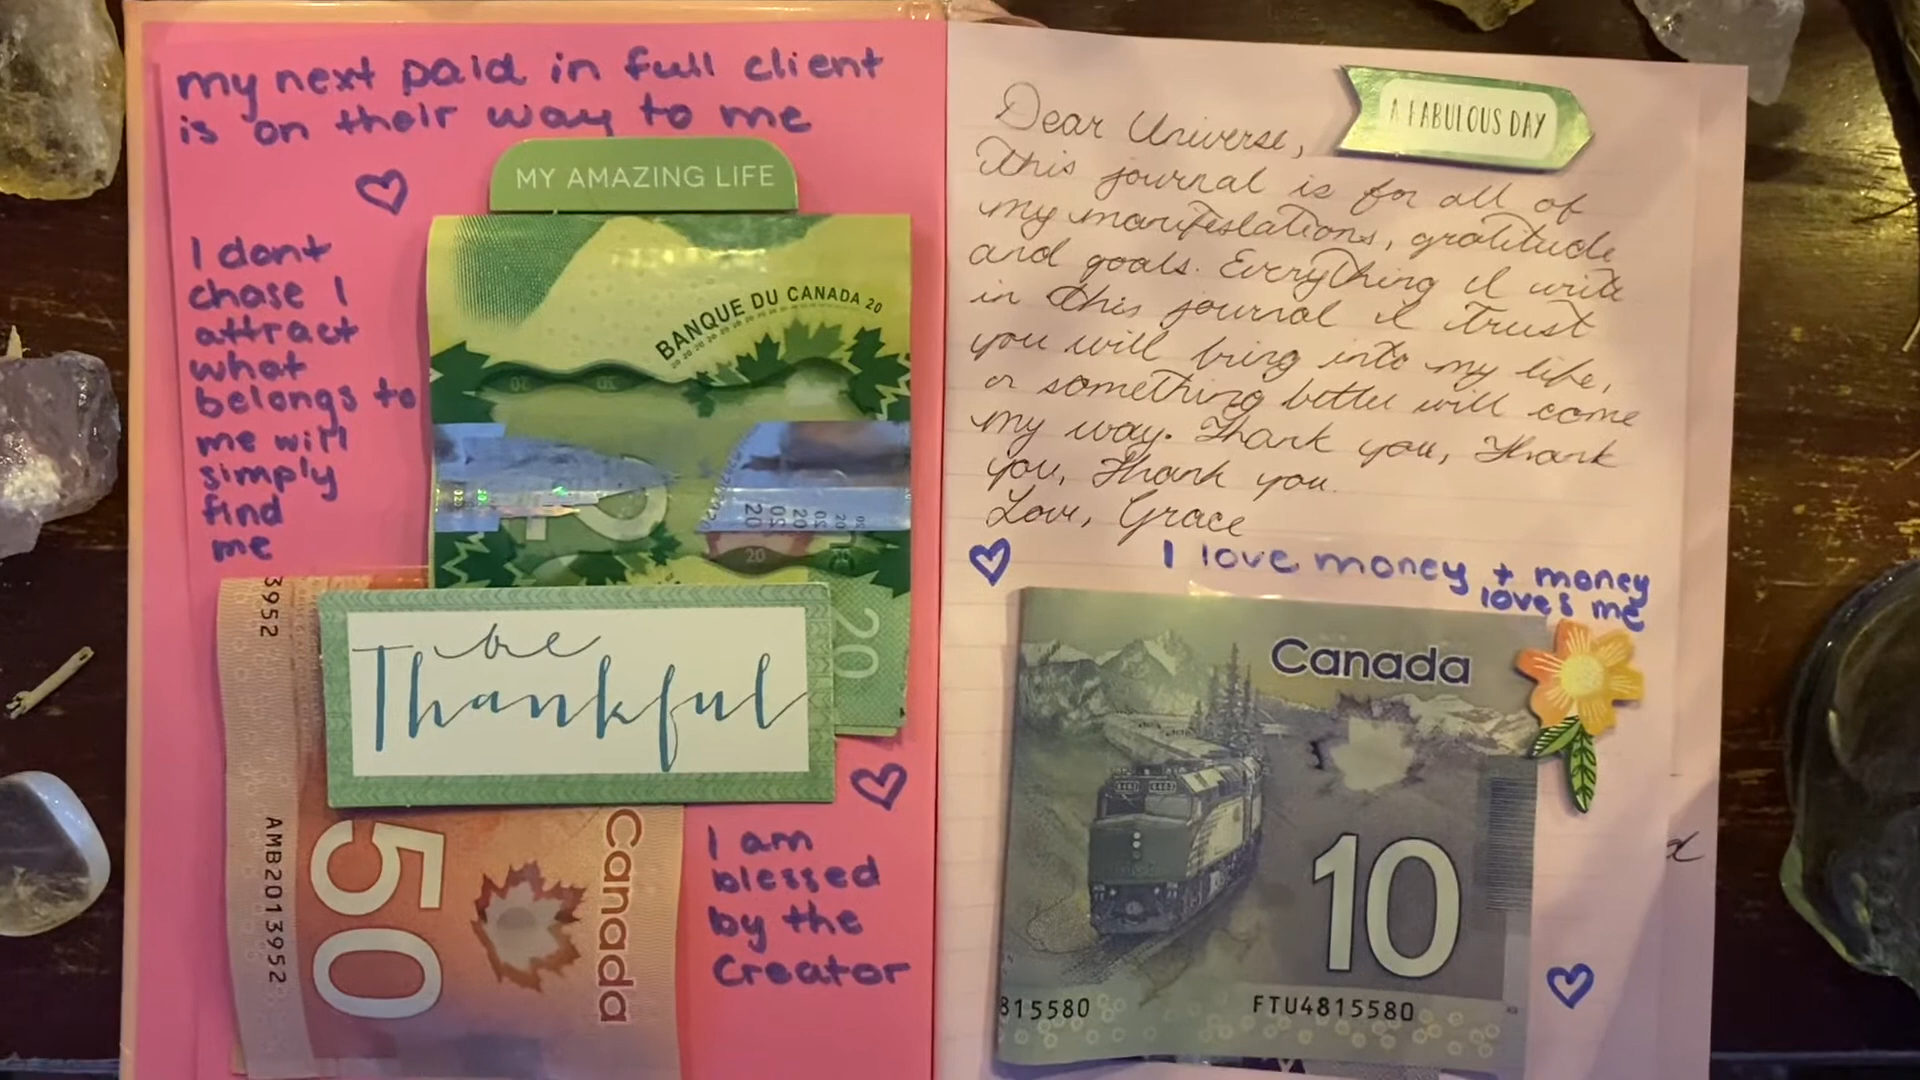 my next paid in full client
is on their way to me
MY AMAZING LIFE
I dont
chase I
attract
what
belongs to
me will
simply
find
me
BANQUE DU CANADA 20
20
20
be
Thankful
3952
AMB2013952
50
Canada
I am
blessed
by the
Creator
A FABULOUS DAY
Dear Universe,
This journal is for all of
my manifestations, gratitude
and goals. Everything I write
in this journal I trust
you will bring into my life,
or something better will come
my way. Thank you, Thank
you, Thank you.
Love, Grace
I love money + money
loves me
Canada
10
815580
FTU4815580